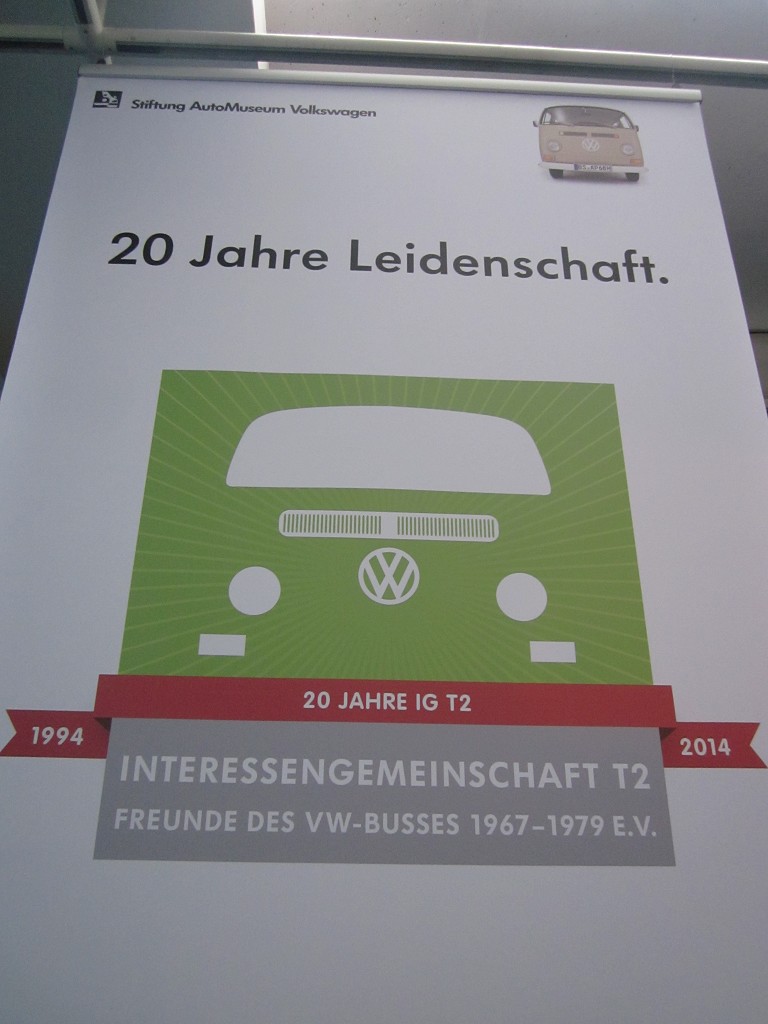 Stiftung AutoMuseum Volkswagen
20 Jahre Leidenschaft.
20 JAHRE IG T2
1994
2014
INTERESSENGEMEINSCHAFT T2
FREUNDE DES VW-BUSSES 1967–1979 E.V.